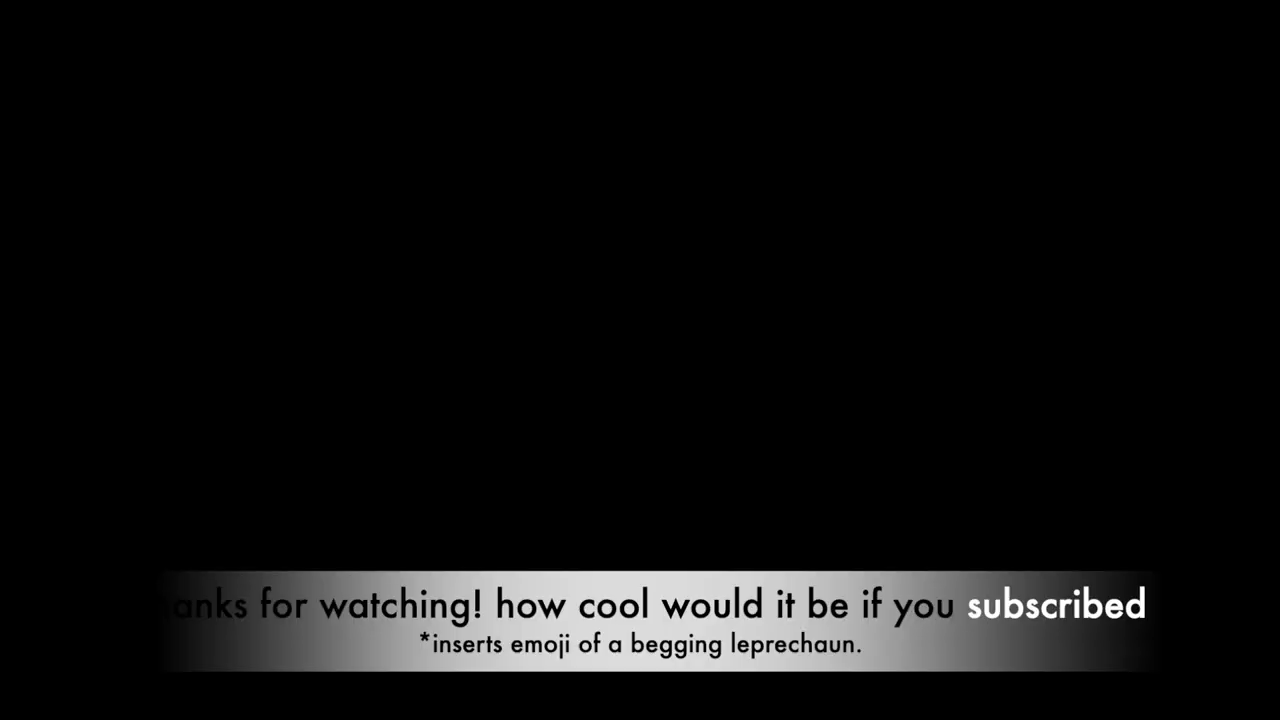 anks for watching! how cool would it be if you subscribed
*inserts emoji of a begging leprechaun.